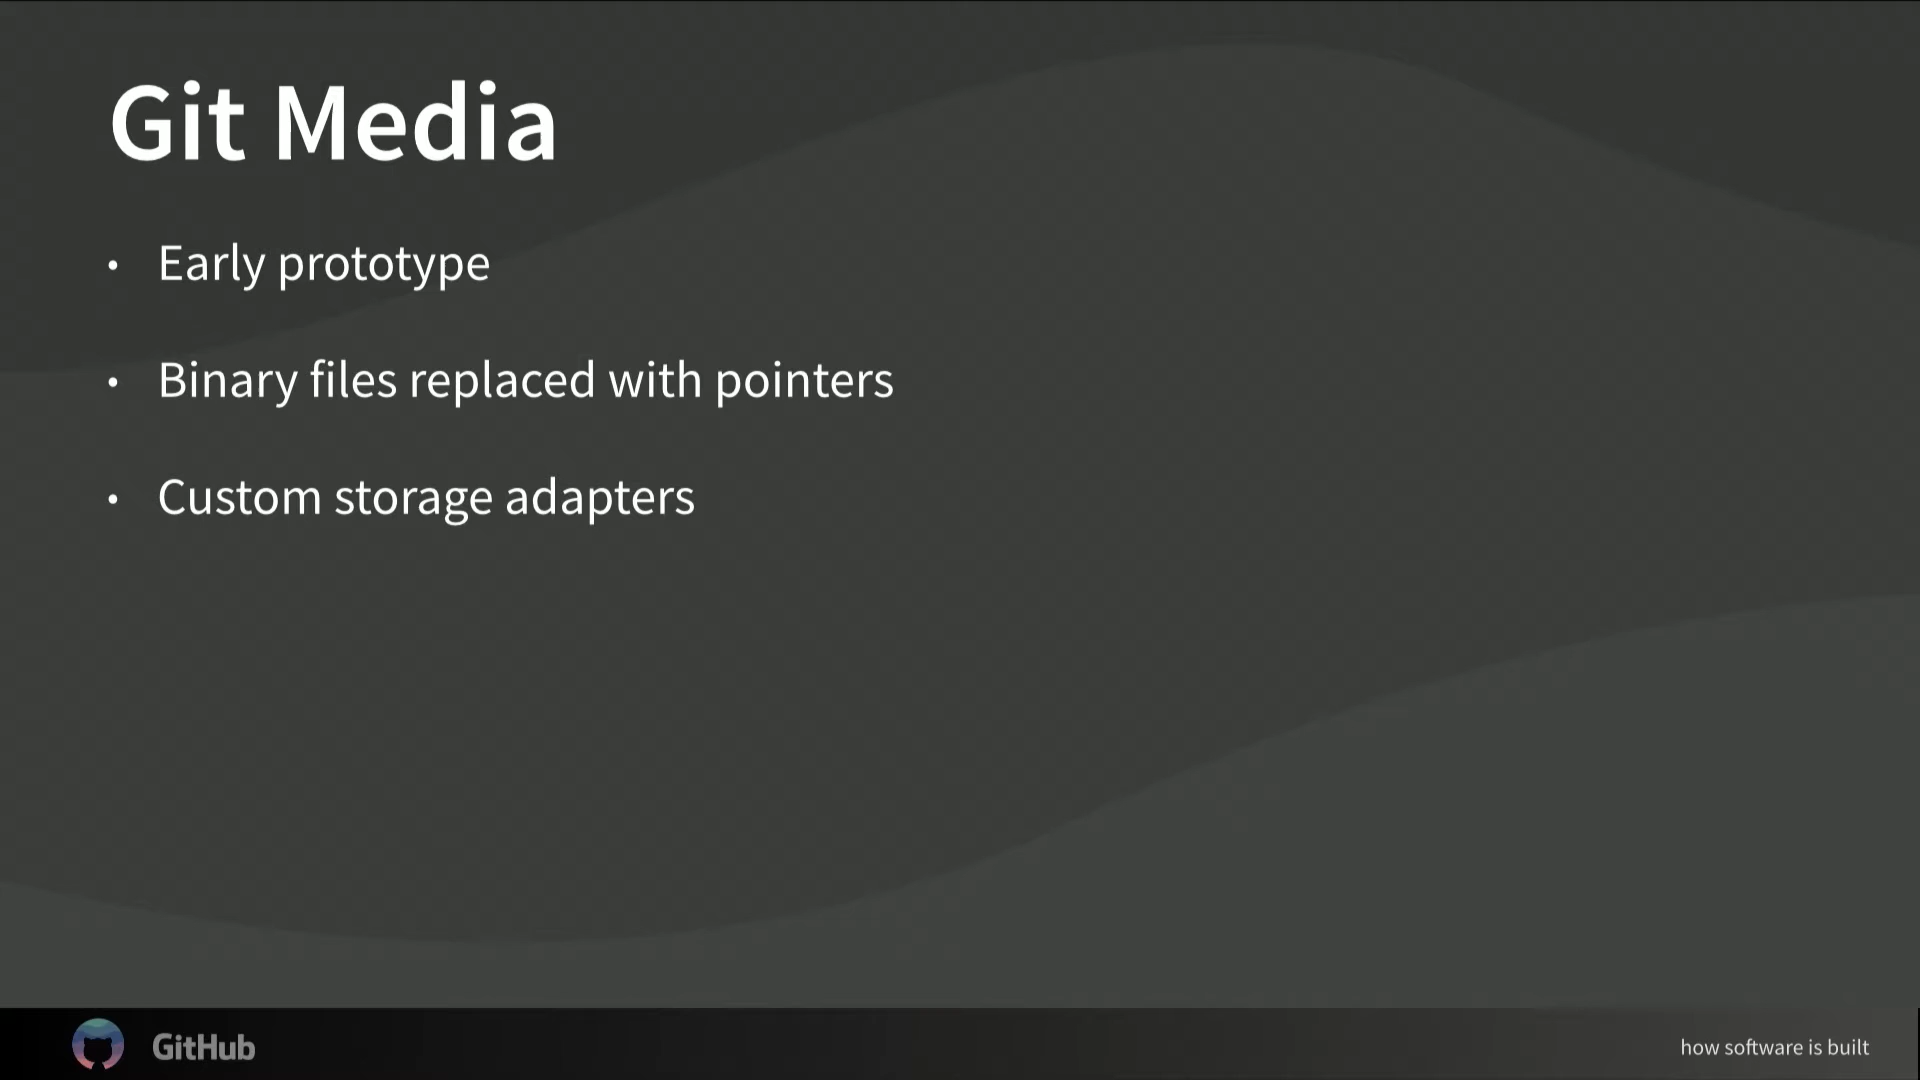 Git Media
• Early prototype
• Binary files replaced with pointers
• Custom storage adapters
GitHub
how software is built